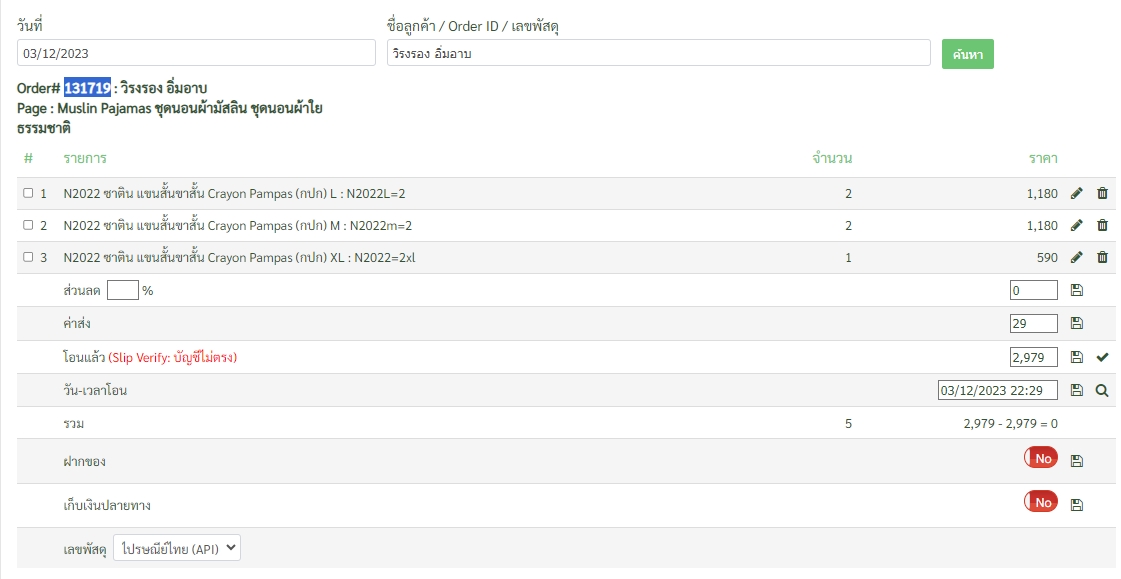 วันที่ ชื่อลูกค้า / Order ID / เลขพัสดุ
03/12/2023 วิรงรอง อิ่มอาบ ค้นหา
Order# 131719 : วิรงรอง อิ่มอาบ
Page : Muslin Pajamas ชุดนอนผ้ามัสลิน ชุดนอนผ้าใย
ธรรมชาติ
# รายการ จำนวน ราคา
1 N2022 ซาติน แขนสั้นขาสั้น Crayon Pampas (กปก) L : N2022L=2 2 1,180
2 N2022 ซาติน แขนสั้นขาสั้น Crayon Pampas (กปก) M : N2022m=2 2 1,180
3 N2022 ซาติน แขนสั้นขาสั้น Crayon Pampas (กปก) XL : N2022=2xl 1 590
ส่วนลด % 0
ค่าส่ง 29
โอนแล้ว (Slip Verify: บัญชีไม่ตรง) 2,979
วัน-เวลาโอน 03/12/2023 22:29
รวม 5 2,979 - 2,979 = 0
ฝากของ No
เก็บเงินปลายทาง No
เลขพัสดุ ไปรษณีย์ไทย (API)